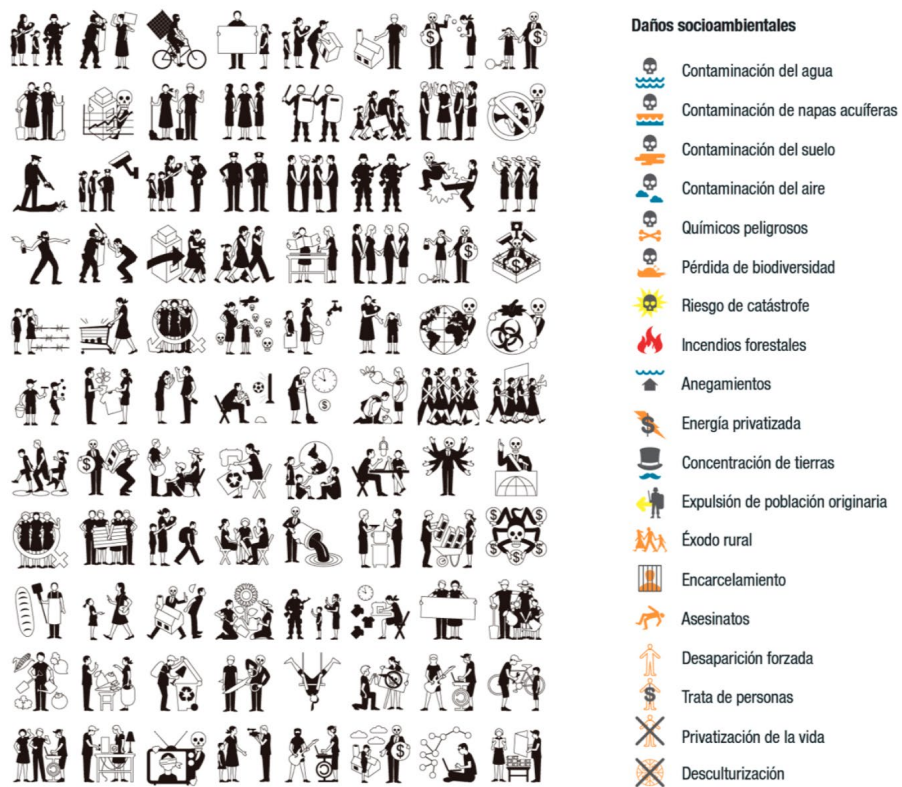 Daños socioambientales
Contaminación del agua
Contaminación de napas acuíferas
Contaminación del suelo
Contaminación del aire
Químicos peligrosos
Pérdida de biodiversidad
Riesgo de catástrofe
Incendios forestales
Anegamientos
Energía privatizada
Concentración de tierras
Expulsión de población originaria
Éxodo rural
Encarcelamiento
Asesinatos
Desaparición forzada
Trata de personas
Privatización de la vida
Desculturización